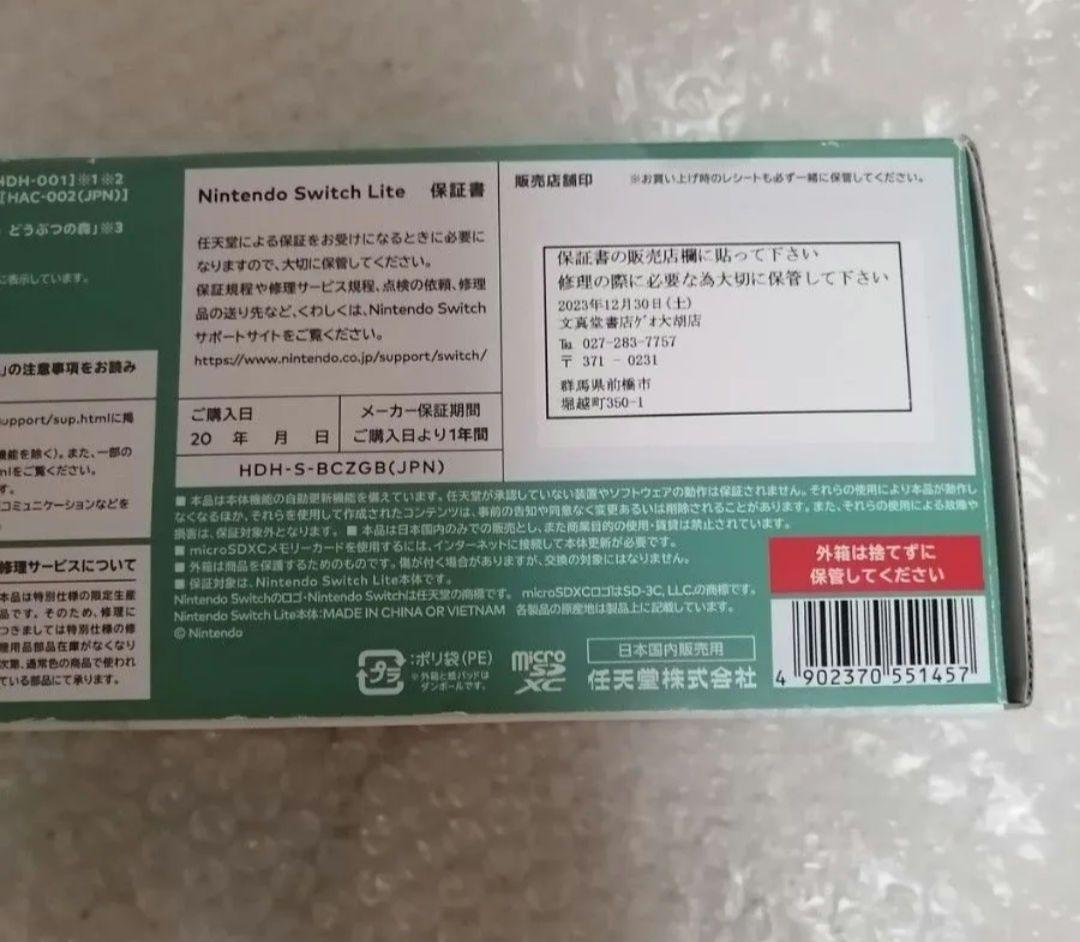 HDH-001]※1※2
[HAC-002(JPN)]
どうぶつの森」※3
に表示しています。
」の注意事項をお読み
support/sup.htmlに掲
機能を除く)。また、一部の
mlをご覧ください。
す。
コミュニケーションなどを
修理サービスについて
本品は特別仕様の限定生産
品です。そのため、修理に
つきましては特別仕様の修
理用品部品在庫がなくなり
次第、通常色の商品で使われ
ている部品にて承ります。
Nintendo Switch Lite 保証書
任天堂による保証をお受けになるときに必要に
なりますので、大切に保管してください。
保証規程や修理サービス規程、点検の依頼、修理
品の送り先など、くわしくは、Nintendo Switch
サポートサイトをご覧ください。
https://www.nintendo.co.jp/support/switch/
ご購入日
20 年 月 日
メーカー保証期間
ご購入日より1年間
HDH-S-BCZGB(JPN)
販売店舗印 ※お買い上げ時のレシートも必ず一緒に保管してください。
保証書の販売店欄に貼って下さい
修理の際に必要な為大切に保管して下さい
2023年12月30日(土)
文真堂書店ゲオ大胡店
℡ 027-283-7757
〒 371 - 0231
群馬県前橋市
堀越町350-1
■ 本品は本体機能の自動更新機能を備えています。任天堂が承認していない装置やソフトウェアの動作は保証されません。それらの使用により本品が動作し
なくなるほか、それらを使用して作成されたコンテンツは、事前の告知や同意なく変更あるいは削除されることがあります。また、それらの使用による故障や
損害は、保証対象外となります。 ■ 本品は日本国内のみでの販売とし、また商業目的の使用・賃貸は禁止されています。
■ microSDXCメモリーカードを使用するには、インターネットに接続して本体更新が必要です。
■ 外箱は商品を保護するためのものです。傷が付く場合がありますが、交換の対象にはなりません。
■ 保証対象は、Nintendo Switch Lite本体です。
Nintendo Switchのロゴ・Nintendo Switchは任天堂の商標です。 microSDXCロゴはSD-3C, LLC.の商標です。
Nintendo Switch Lite本体:MADE IN CHINA OR VIETNAM 各製品の原産地は製品上に記載しています。
© Nintendo
プラ
:ポリ袋(PE)
※外箱と紙パッドは
ダンボールです。
micro
SD
XC
日本国内販売用
任天堂株式会社
外箱は捨てずに
保管してください
4 902370 551457